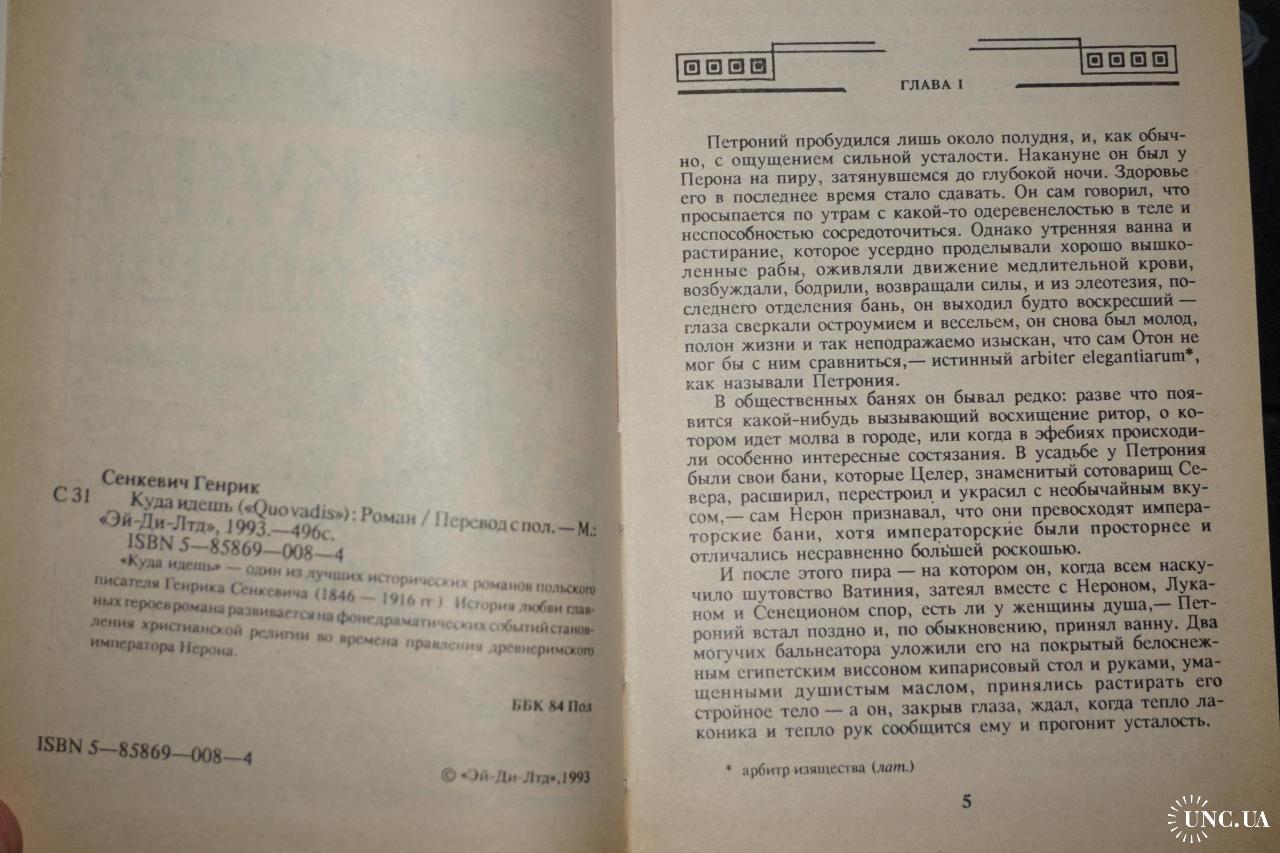 Сенкевич Генрик
С 31
Куда идешь («Quo vadis»): Роман / Перевод с пол. — М.:
«Эй-Ди-Лтд», 1993.—496с.
ISBN 5—85869—008—4
«Куда идешь» — один из лучших исторических романов польского
писателя Генрика Сенкевича (1846 — 1916 гг ) История любви глав-
ных героев романа развивается на фоне драматических событий станов-
ления христианской религии во времена правления древнеримского
императора Нерона.
ББК 84 Пол
ISBN 5—85869—008—4
© «Эй-Ди-Лтд»,1993
ГЛАВА I
Петроний пробудился лишь около полудня, и, как обыч-
но, с ощущением сильной усталости. Накануне он был у
Перона на пиру, затянувшемся до глубокой ночи. Здоровье
его в последнее время стало сдавать. Он сам говорил, что
просыпается по утрам с какой-то одеревенелостью в теле и
неспособностью сосредоточиться. Однако утренняя ванна и
растирание, которое усердно проделывали хорошо вышко-
ленные рабы, оживляли движение медлительной крови,
возбуждали, бодрили, возвращали силы, и из элеотезия, по-
следнего отделения бань, он выходил будто воскресший —
глаза сверкали остроумием и весельем, он снова был молод,
полон жизни и так неподражаемо изыскан, что сам Отон не
мог бы с ним сравниться,— истинный arbiter elegantiarum*,
как называли Петрония.
В общественных банях он бывал редко: разве что поя-
вится какой-нибудь вызывающий восхищение ритор, о ко-
тором идет молва в городе, или когда в эфебиях происходи-
ли особенно интересные состязания. В усадьбе у Петрония
были свои бани, которые Целер, знаменитый сотоварищ Се-
вера, расширил, перестроил и украсил с необычайным вку-
сом,— сам Нерон признавал, что они превосходят импера-
торские бани, хотя императорские были просторнее и
отличались несравненно большей роскошью.
И после этого пира — на котором он, когда всем наску-
чило шутовство Ватиния, затеял вместе с Нероном, Лука-
ном и Сенеционом спор, есть ли у женщины душа,— Пет-
роний встал поздно и, по обыкновению, принял ванну. Два
могучих бальнеатора уложили его на покрытый белоснеж-
ным египетским виссоном кипарисовый стол и руками, ума-
щенными душистым маслом, принялись растирать его
стройное тело — а он, закрыв глаза, ждал, когда тепло ла-
коника и тепло рук сообщится ему и прогонит усталость.
* арбитр изящества (лат.)
5
UNC.UA